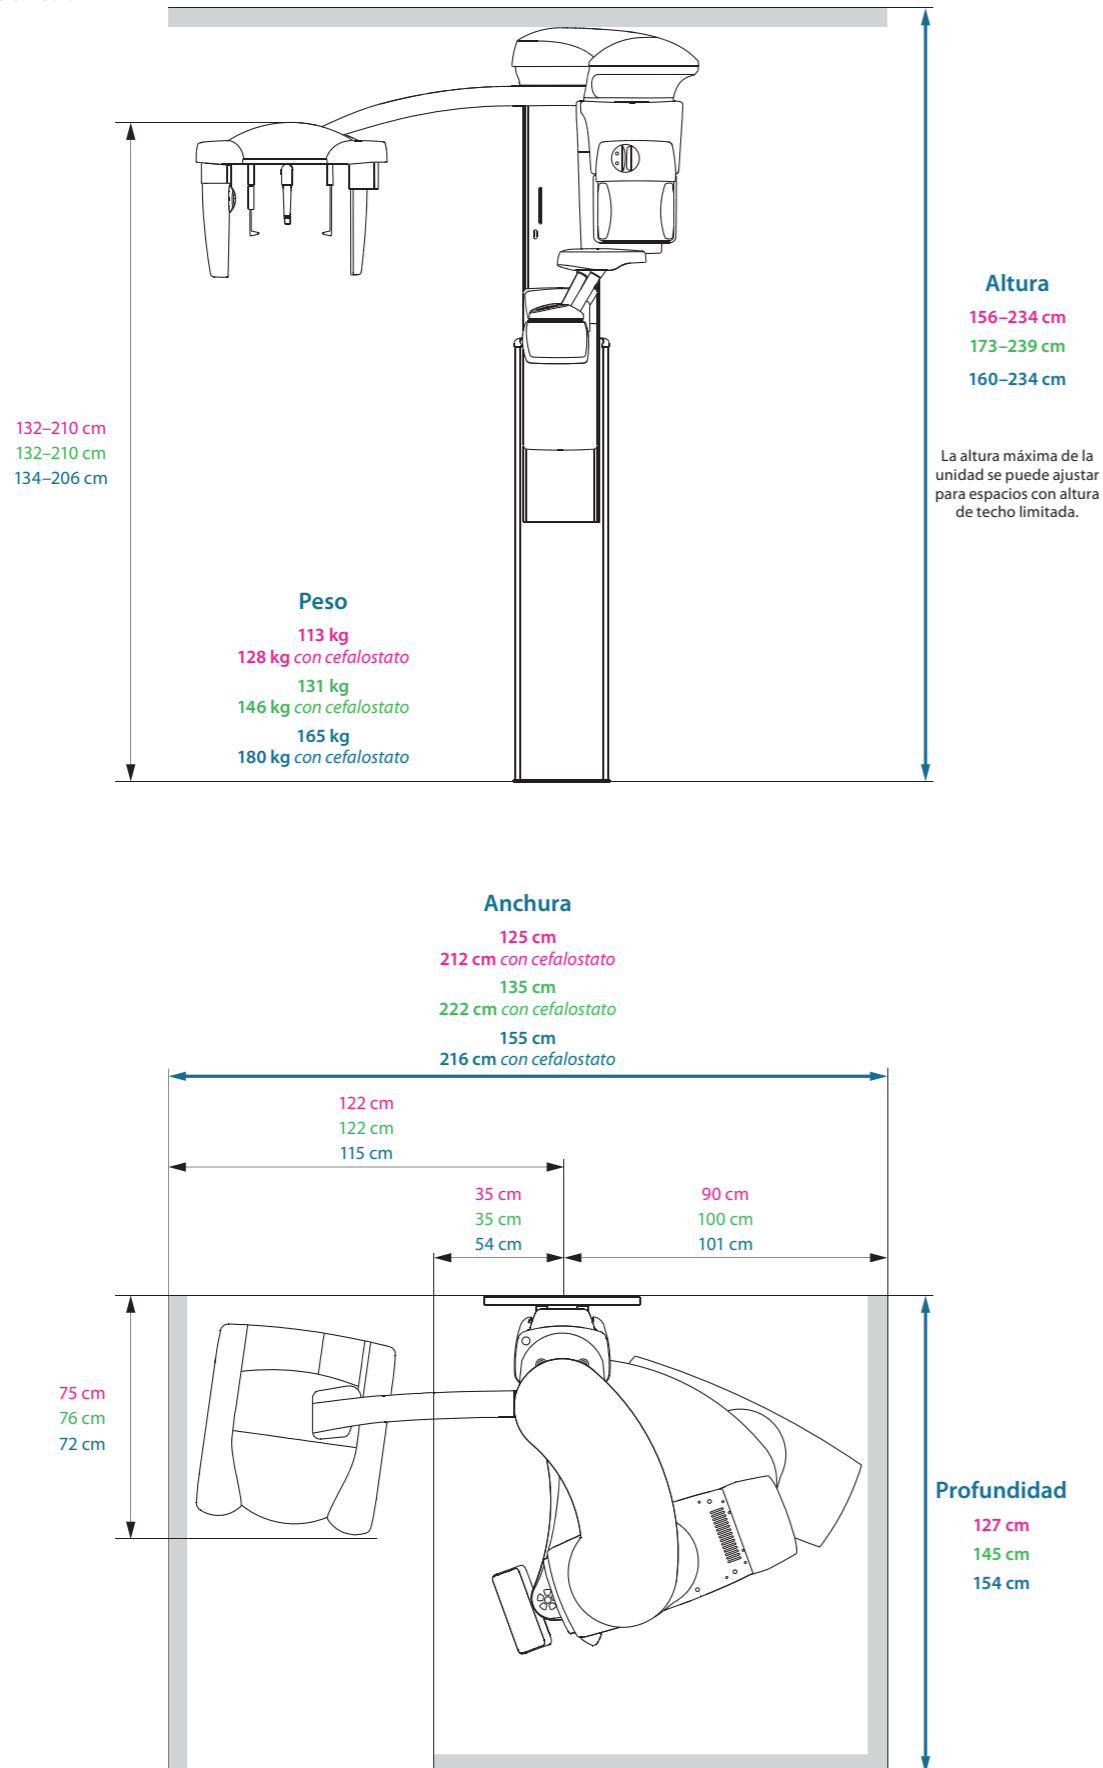 Altura
156–234 cm
173–239 cm
160–234 cm
La altura máxima de la
unidad se puede ajustar
para espacios con altura
de techo limitada.
132–210 cm
132–210 cm
134–206 cm
Peso
113 kg
128 kg con cefalostato
131 kg
146 kg con cefalostato
165 kg
180 kg con cefalostato
Anchura
125 cm
212 cm con cefalostato
135 cm
222 cm con cefalostato
155 cm
216 cm con cefalostato
122 cm
122 cm
115 cm
35 cm
35 cm
54 cm
90 cm
100 cm
101 cm
75 cm
76 cm
72 cm
Profundidad
127 cm
145 cm
154 cm